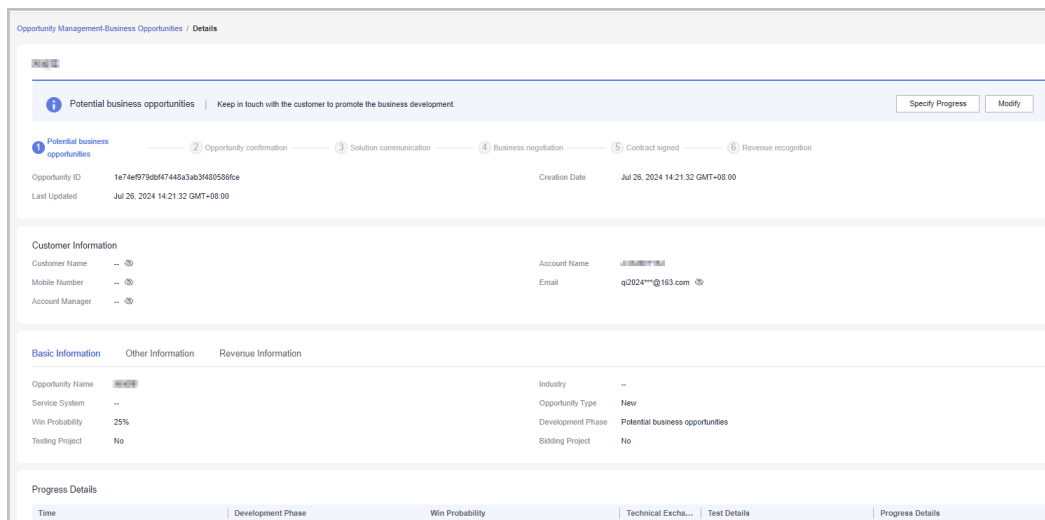 Opportunity Management-Business Opportunities / Details
Potential business opportunities | Keep in touch with the customer to promote the business development.
Specify Progress
Modify
1 Potential business opportunities
2 Opportunity confirmation
3 Solution communication
4 Business negotiation
5 Contract signed
6 Revenue recognition
Opportunity ID 1e74ef979dbf47448a3ab3f480586fce
Creation Date Jul 26, 2024 14:21:32 GMT+08:00
Last Updated Jul 26, 2024 14:21:32 GMT+08:00
Customer Information
Customer Name --
Account Name
Mobile Number --
Email qi2024***@163.com
Account Manager --
Basic Information Other Information Revenue Information
Opportunity Name
Industry --
Service System --
Opportunity Type New
Win Probability 25%
Development Phase Potential business opportunities
Testing Project No
Bidding Project No
Progress Details
Time Development Phase Win Probability Technical Excha... Test Details Progress Details